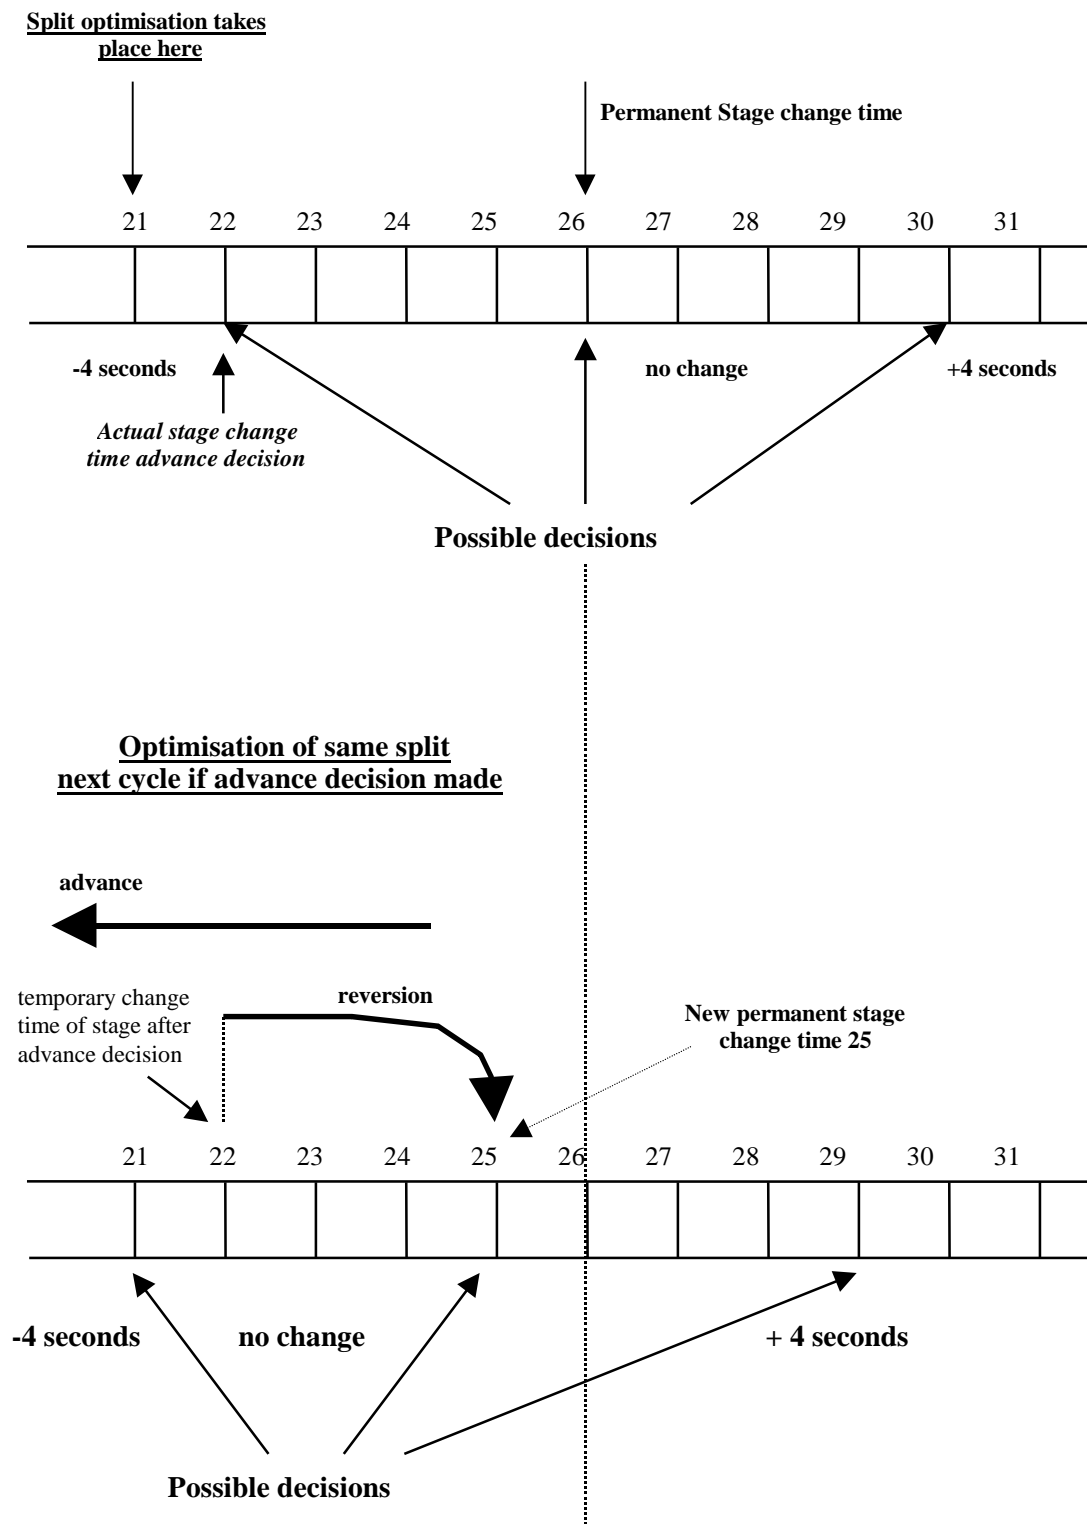 Split optimisation takes
place here
Permanent Stage change time
21 22 23 24 25 26 27 28 29 30 31
-4 seconds
no change
+4 seconds
Actual stage change
time advance decision
Possible decisions
Optimisation of same split
next cycle if advance decision made
advance
temporary change
time of stage after
advance decision
reversion
New permanent stage
change time 25
21 22 23 24 25 26 27 28 29 30 31
-4 seconds
no change
+ 4 seconds
Possible decisions